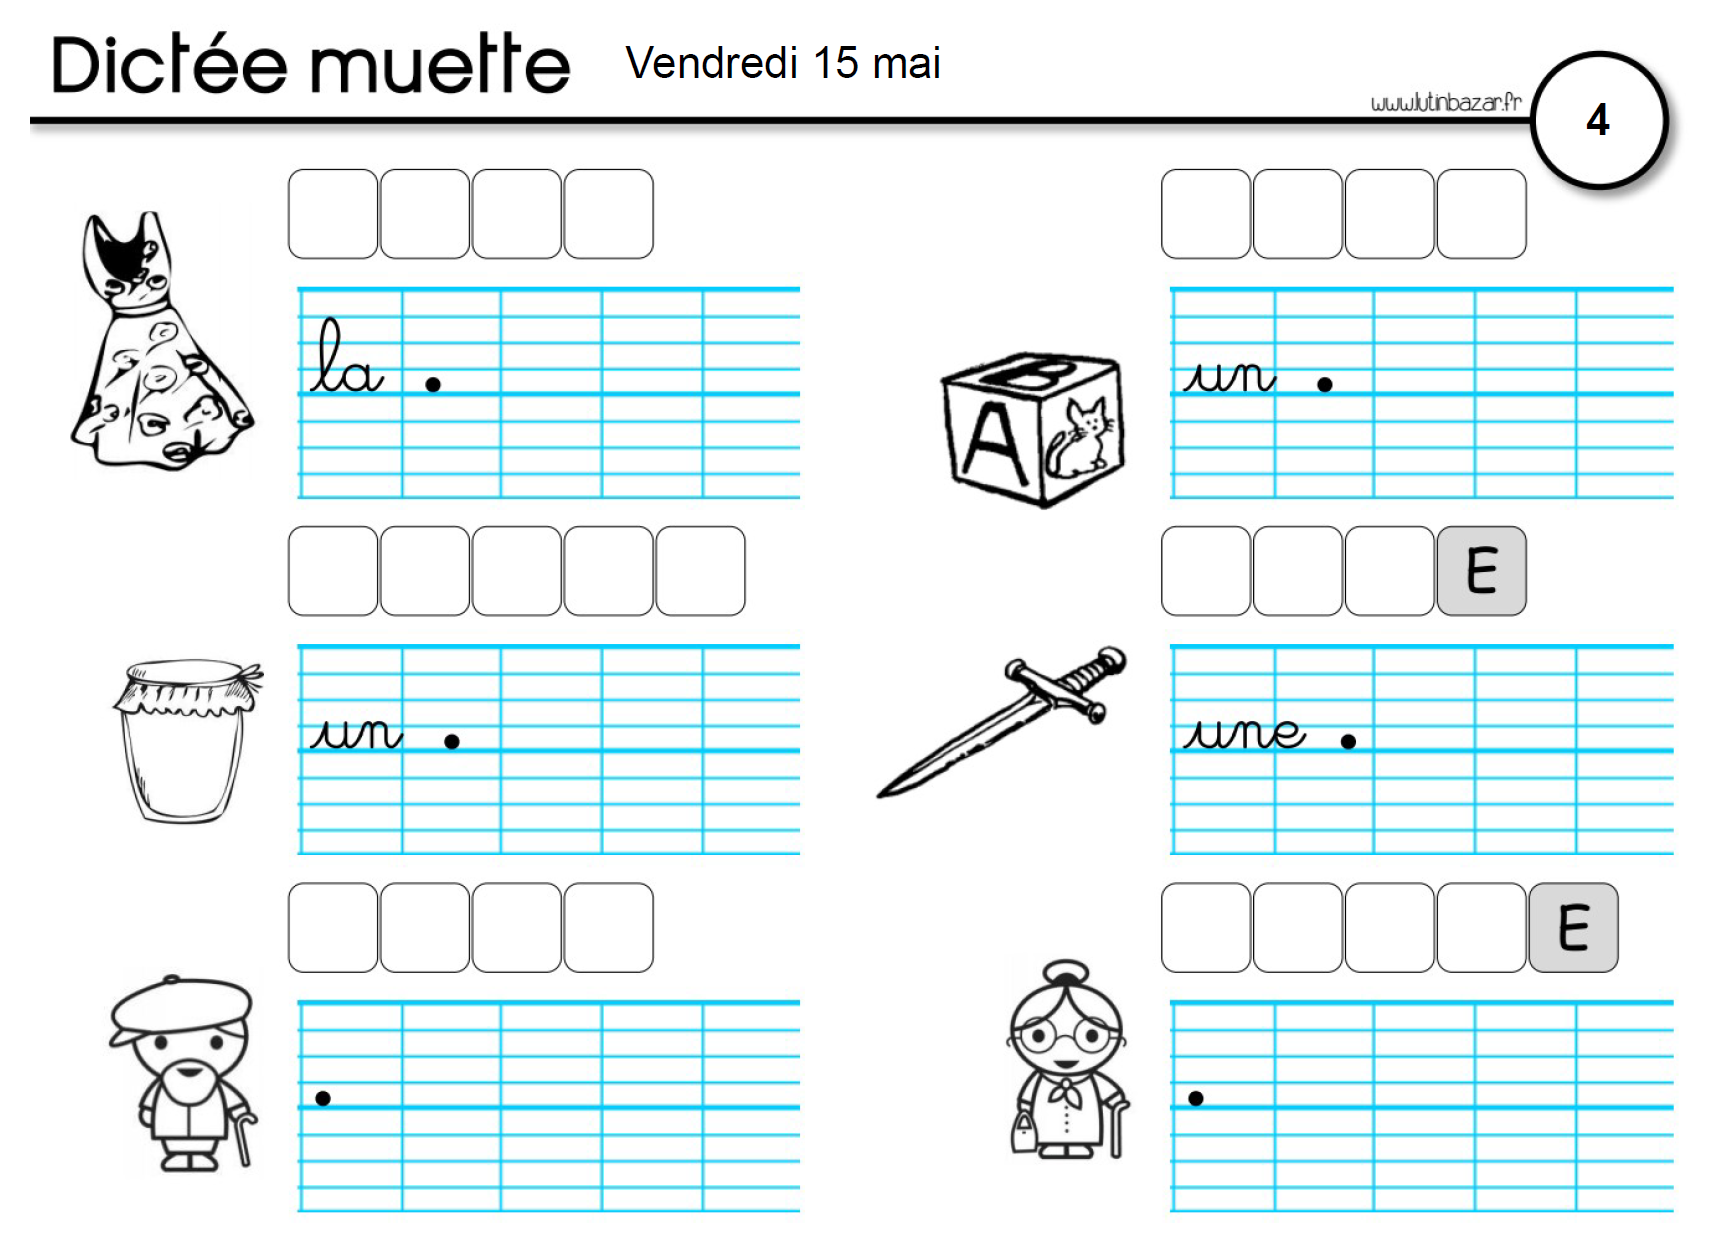 Dictée muette Vendredi 15 mai
www.lutinbazar.fr
4
la
un
B
A
E
un
une
E